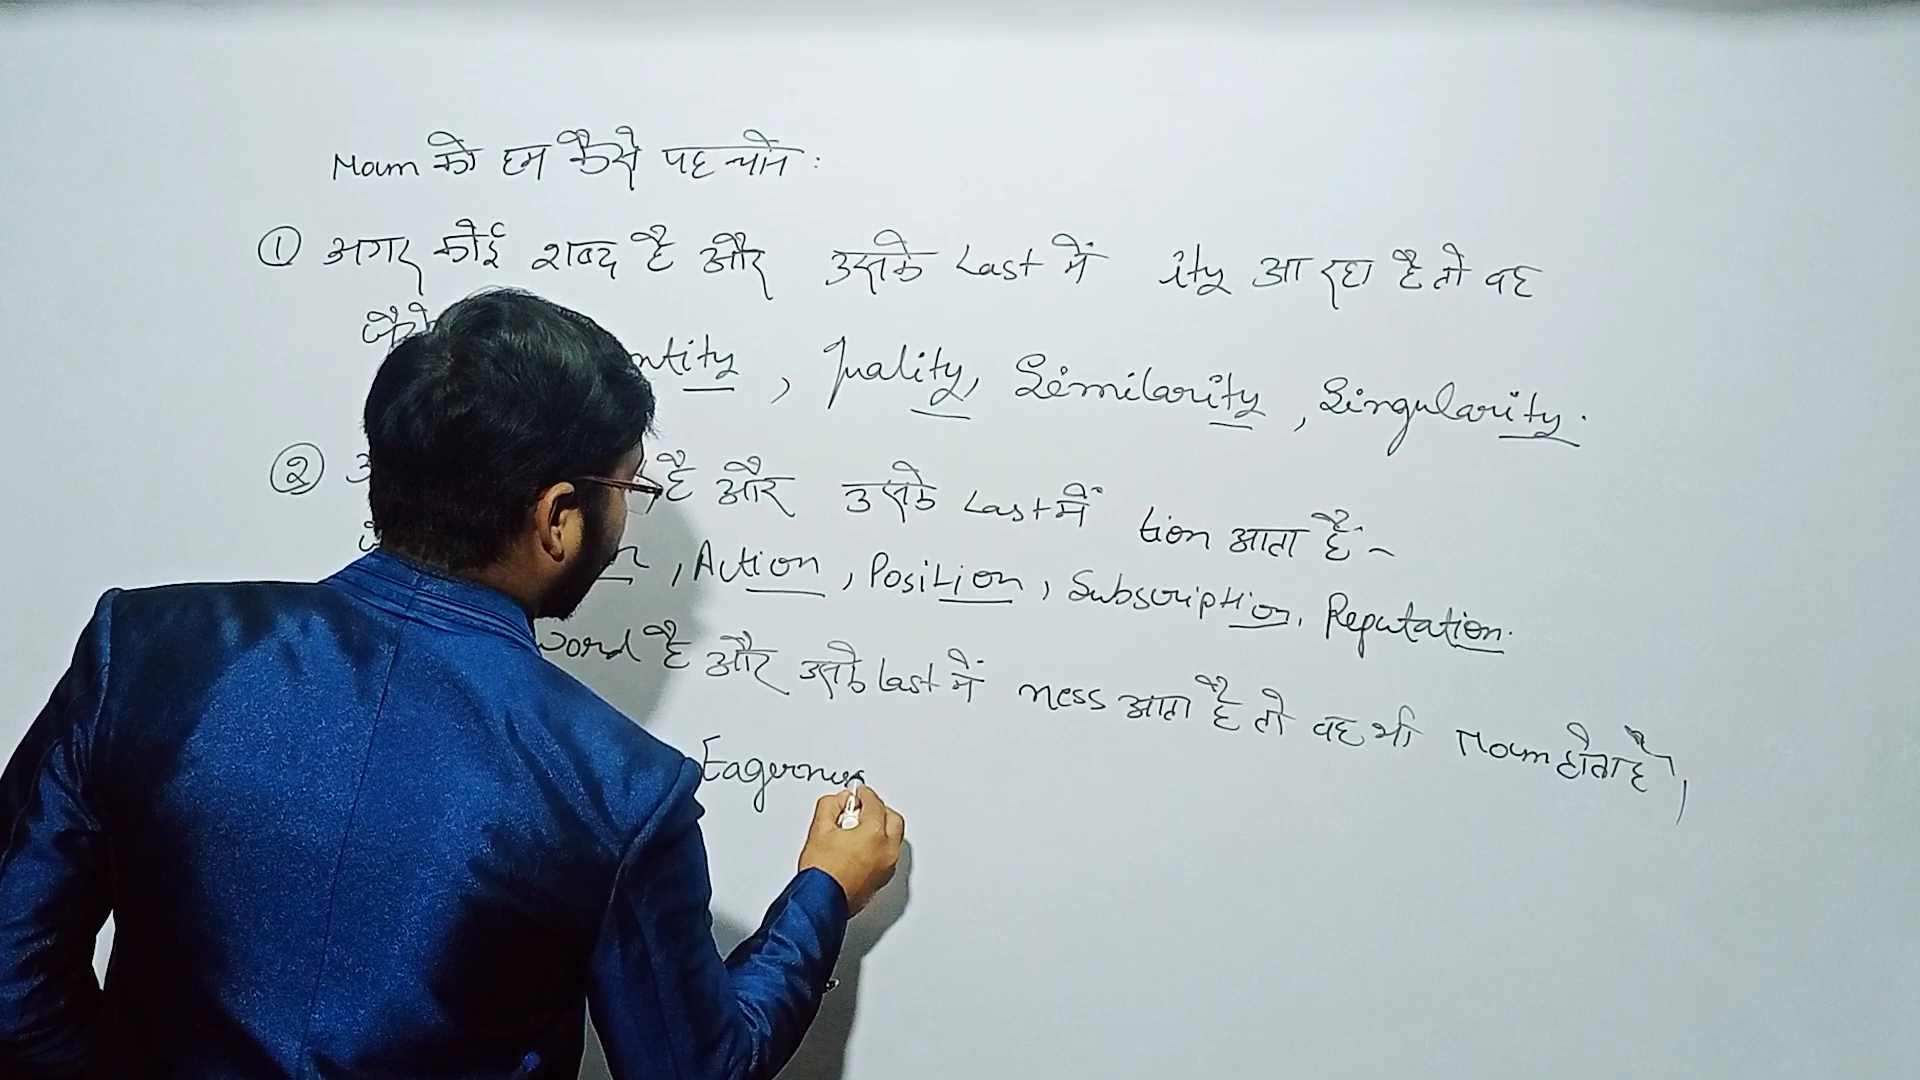 Noun को हम कैसे पहचाने :
① अगर कोई शब्द है और उसके Last में ity आ रहा है तो वह
जैसे ntity , Quality, Similarity , Singularity.
② है और उसके Last में tion आता है -
, Action , Position , Subscription, Reputation.
word है और उसके last में ness आता है तो वह भी Noun होता है ।
Eagernes